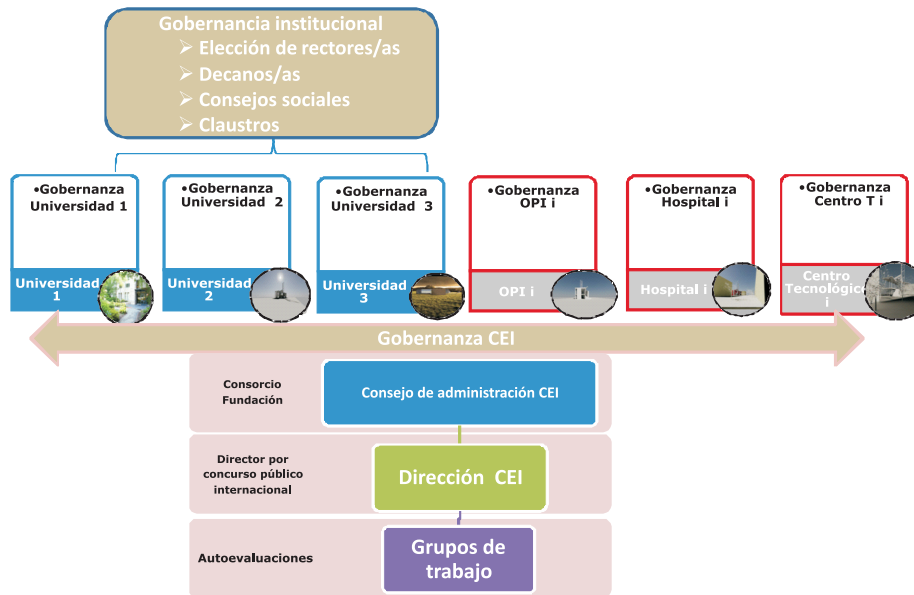 Gobernancia institucional
➢ Elección de rectores/as
➢ Decanos/as
➢ Consejos sociales
➢ Claustros
•Gobernanza
Universidad 1
•Gobernanza
Universidad 2
•Gobernanza
Universidad 3
•Gobernanza
OPI i
•Gobernanza
Hospital i
•Gobernanza
Centro T i
Universidad
1
Universidad
2
Universidad
3
OPI i
Hospital i
Centro
Tecnológico
i
Gobernanza CEI
Consorcio
Fundación
Consejo de administración CEI
Director por
concurso público
internacional
Dirección CEI
Autoevaluaciones
Grupos de
trabajo